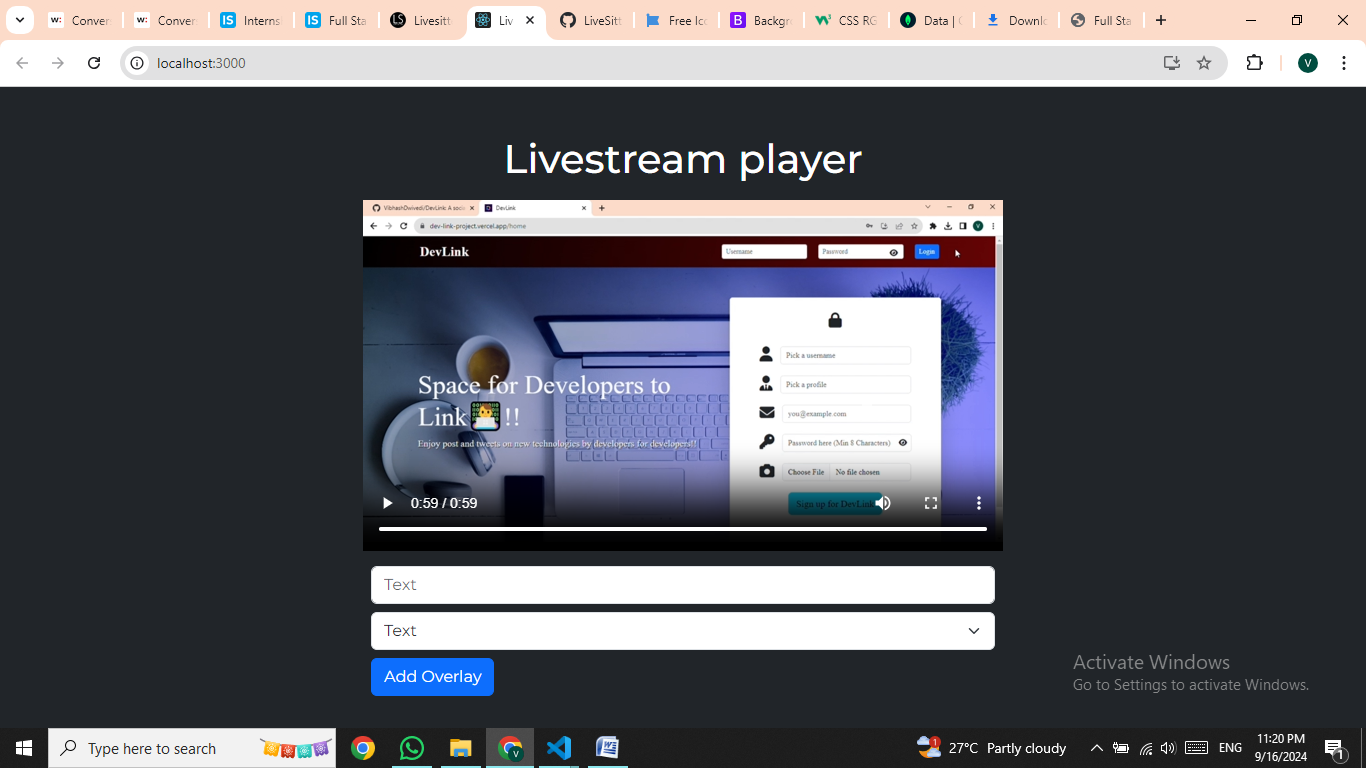 Conver
Conver
Interns
Full Sta
Livesitt
Liv
LiveSitt
Free Ico
Backgr
CSS RG
Data |
Downlo
Full Sta
localhost:3000
V
Livestream player
VibhashDwivedi/DevLink: A socia
DevLink
dev-link-project.vercel.app/home
DevLink
Username
Password
Login
Pick a username
Pick a profile
you@example.com
Password here (Min 8 Characters)
Choose File No file chosen
Sign up for DevLink
Space for Developers to
Link !!
Enjoy post and tweets on new technologies by developers for developers!!
0:59 / 0:59
Text
Text
Add Overlay
Activate Windows
Go to Settings to activate Windows.
Type here to search
27°C Partly cloudy
ENG
11:20 PM
9/16/2024